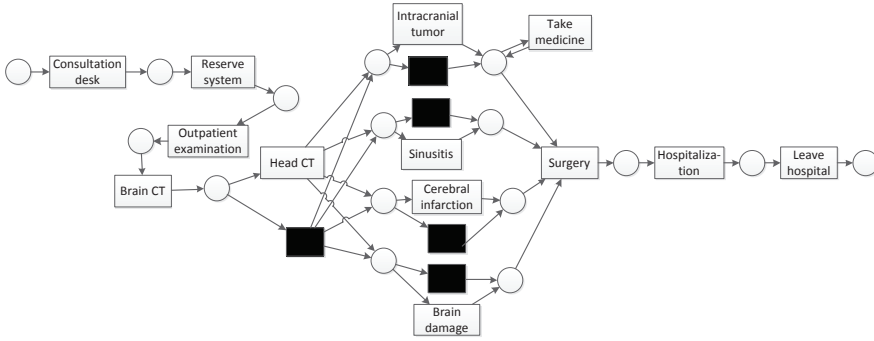 Intracranial
tumor
Take
medicine
Consultation
desk
Reserve
system
Outpatient
examination
Brain CT
Head CT
Sinusitis
Cerebral
infarction
Brain
damage
Surgery
Hospitaliza-
tion
Leave
hospital